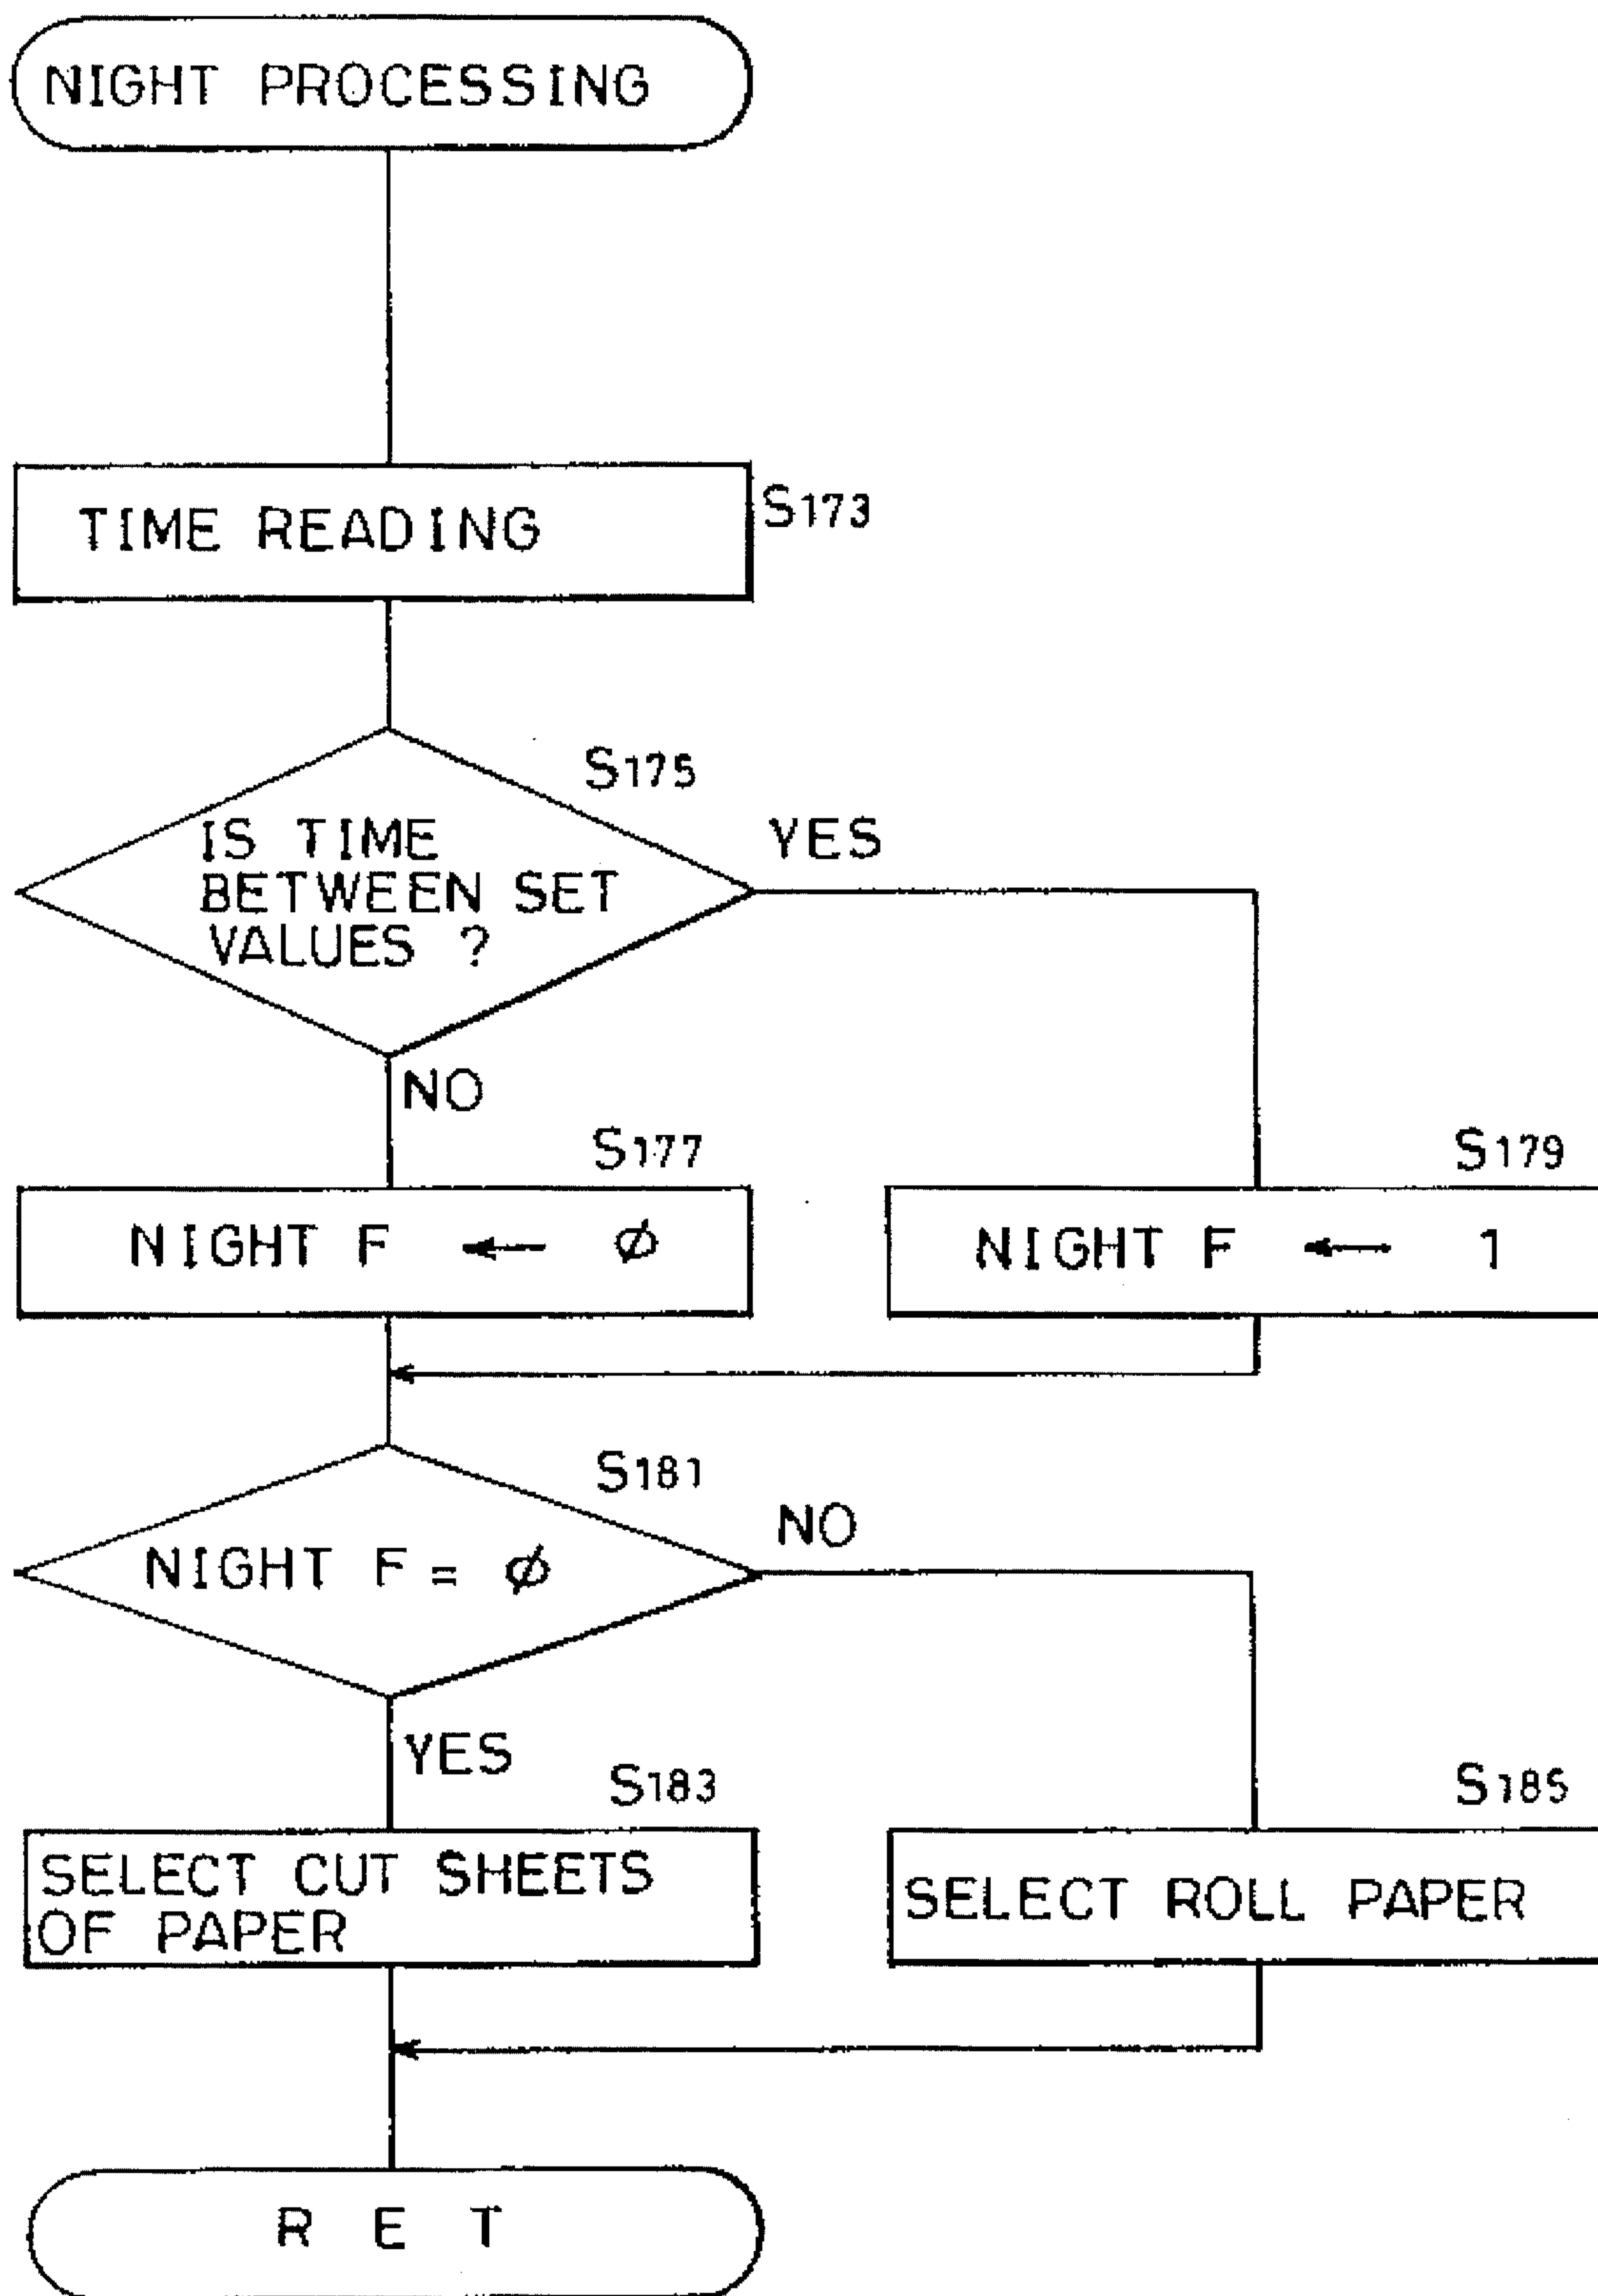 NIGHT PROCESSING
TIME READING
S173
S175
IS TIME
BETWEEN SET
VALUES ?
YES
NO
S177
NIGHT F ← ϕ
S179
NIGHT F ← 1
S181
NIGHT F = ϕ
NO
YES
S183
SELECT CUT SHEETS
OF PAPER
S185
SELECT ROLL PAPER
R E T